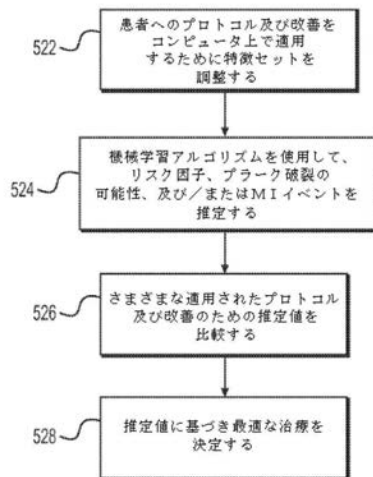 522
患者へのプロトコル及び改善を
コンピュータ上で適用
するために特徴セットを
調整する
524
機械学習アルゴリズムを使用して、
リスク因子、プラーク破裂の
可能性、及び／またはMIイベントを
推定する
526
さまざまな適用されたプロトコル
及び改善のための推定値を
比較する
528
推定値に基づき最適な治療を
決定する